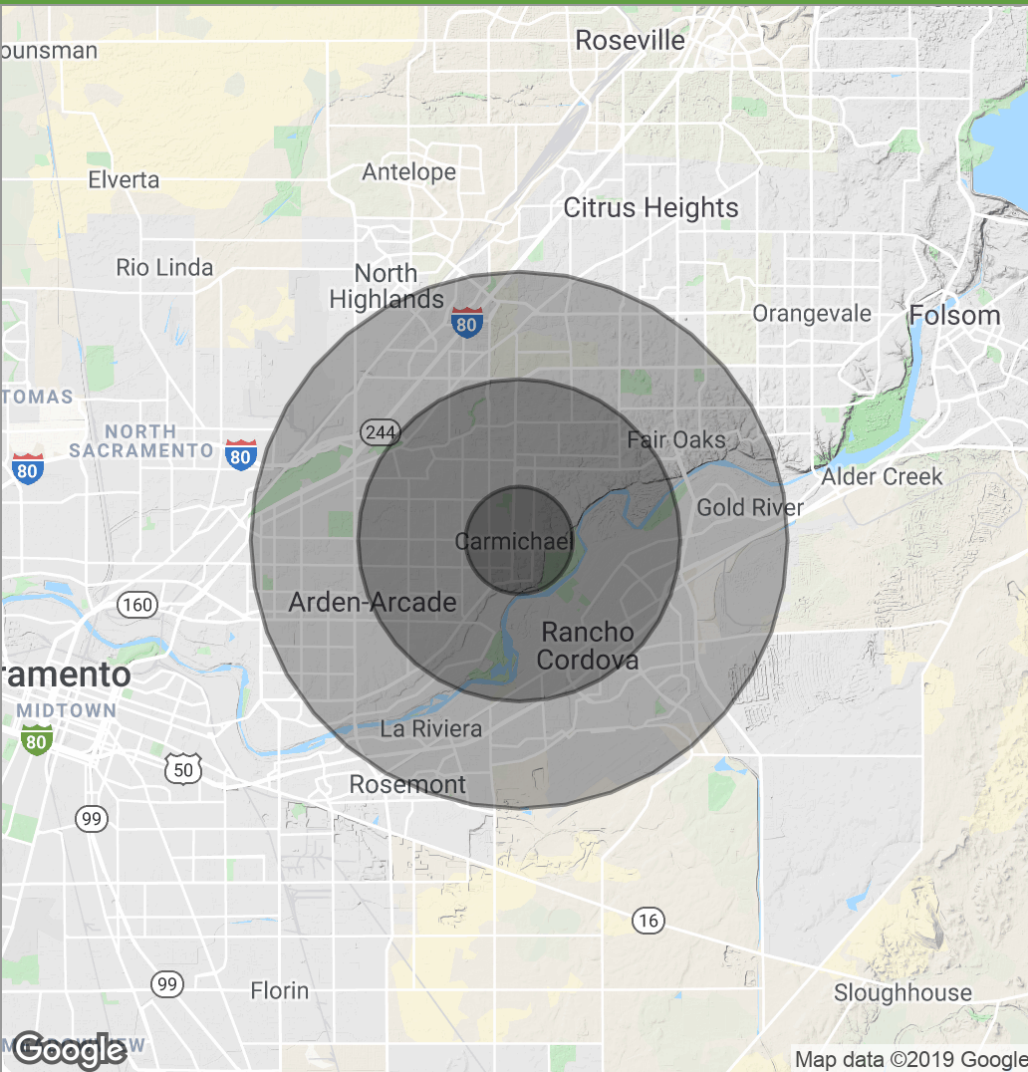 ounsman
Roseville
Antelope
Elverta
Citrus Heights
Rio Linda
North
Highlands
80
Orangevale
Folsom
TOMAS
244
NORTH
SACRAMENTO
80
80
Fair Oaks
Alder Creek
Gold River
Carmichael
160
Arden-Arcade
Rancho
Cordova
ramento
MIDTOWN
80
La Riviera
50
Rosemont
99
16
99
Florin
Sloughhouse
Google
Map data ©2019 Google